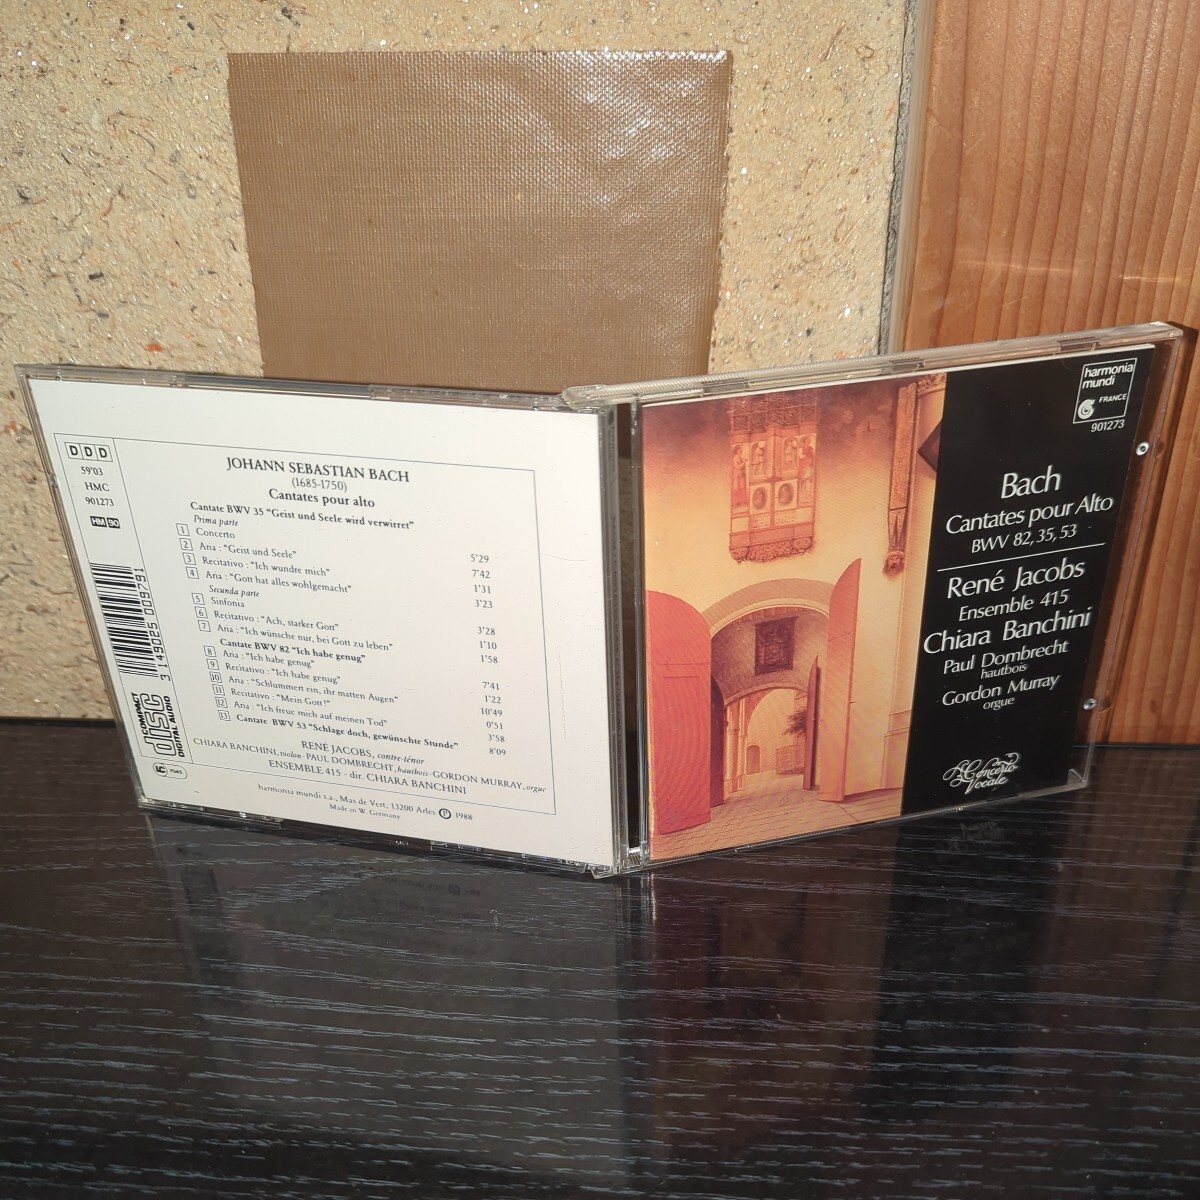 DDD
59'03
HMC
901273
HM 90
3 149025 009791
COMPACT
disc
DIGITAL AUDIO
LC 7045
JOHANN SEBASTIAN BACH
(1685-1750)
Cantates pour alto
Cantate BWV 35 "Geist und Seele wird verwirret"
Prima parte
1 Concerto 5'29
2 Aria : "Geist und Seele" 7'42
3 Recitativo : "Ich wundre mich" 1'31
4 Aria : "Gott hat alles wohlgemacht" 3'23
Secunda parte
5 Sinfonia 3'28
6 Recitativo : "Ach, starker Gott" 1'10
7 Aria : "Ich wünsche nur, bei Gott zu leben" 1'58
Cantate BWV 82 "Ich habe genug"
8 Aria : "Ich habe genug" 7'41
9 Recitativo : "Ich habe genug" 1'22
10 Aria : "Schlummert ein, ihr matten Augen" 10'49
11 Recitativo : "Mein Gott!" 0'51
12 Aria : "Ich freue mich auf meinen Tod" 3'58
13 Cantate BWV 53 "Schlage doch, gewünschte Stunde" 8'09
RENÉ JACOBS, contre-ténor
CHIARA BANCHINI, violon - PAUL DOMBRECHT, hautbois - GORDON MURRAY, orgue
ENSEMBLE 415 - dir. CHIARA BANCHINI
harmonia mundi s.a., Mas de Vert, 13200 Arles ℗ 1988
Made in W. Germany
harmonia
mundi
FRANCE
901273
Bach
Cantates pour Alto
BWV 82, 35, 53
René Jacobs
Ensemble 415
Chiara Banchini
Paul Dombrecht
hautbois
Gordon Murray
orgue
Concerto
Vocale